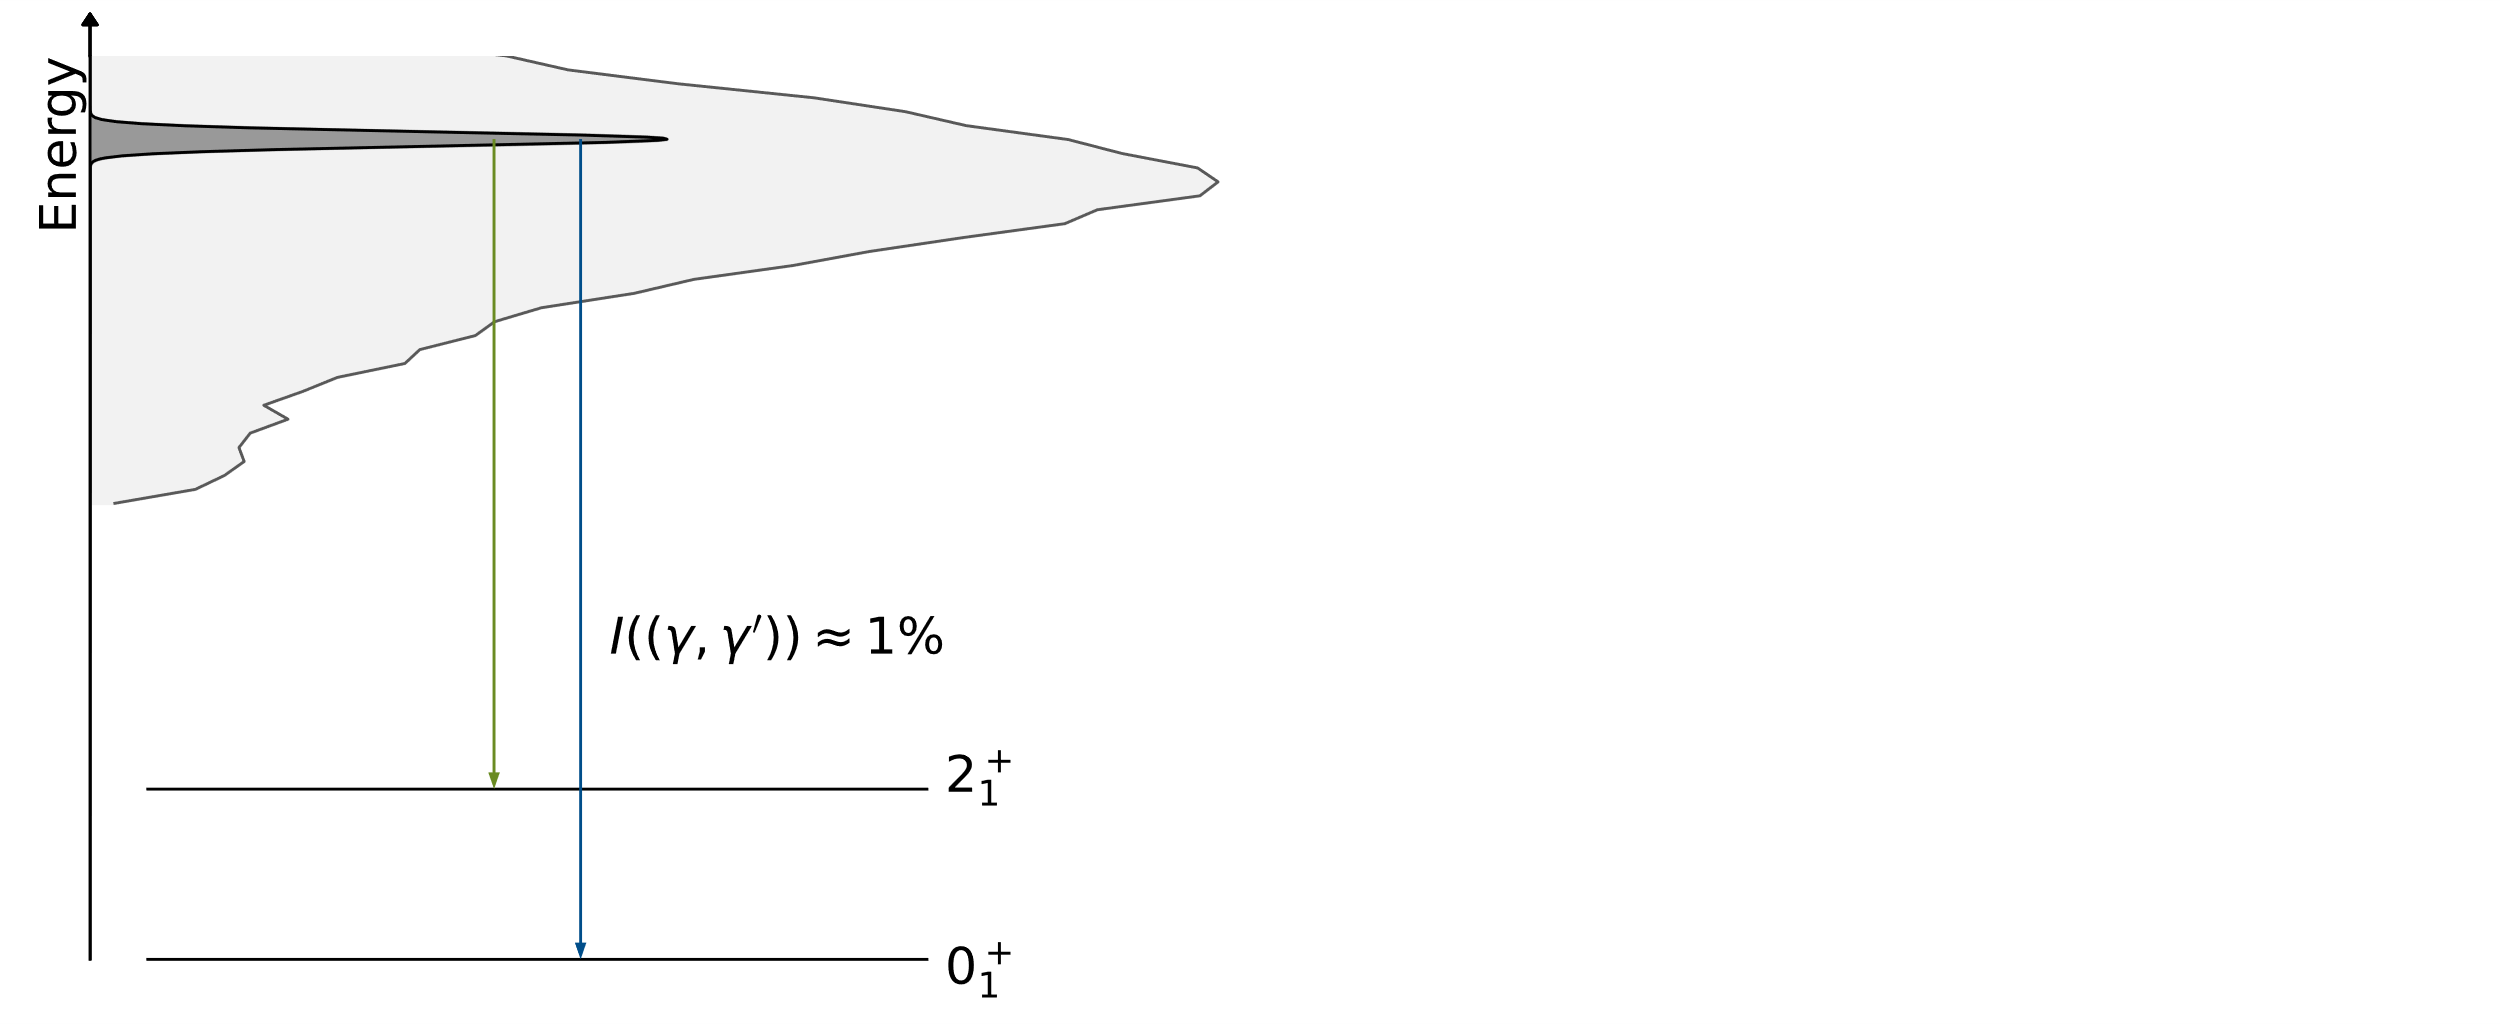 Energy
I((γ, γ′)) ≈ 1%
2₁⁺
0₁⁺